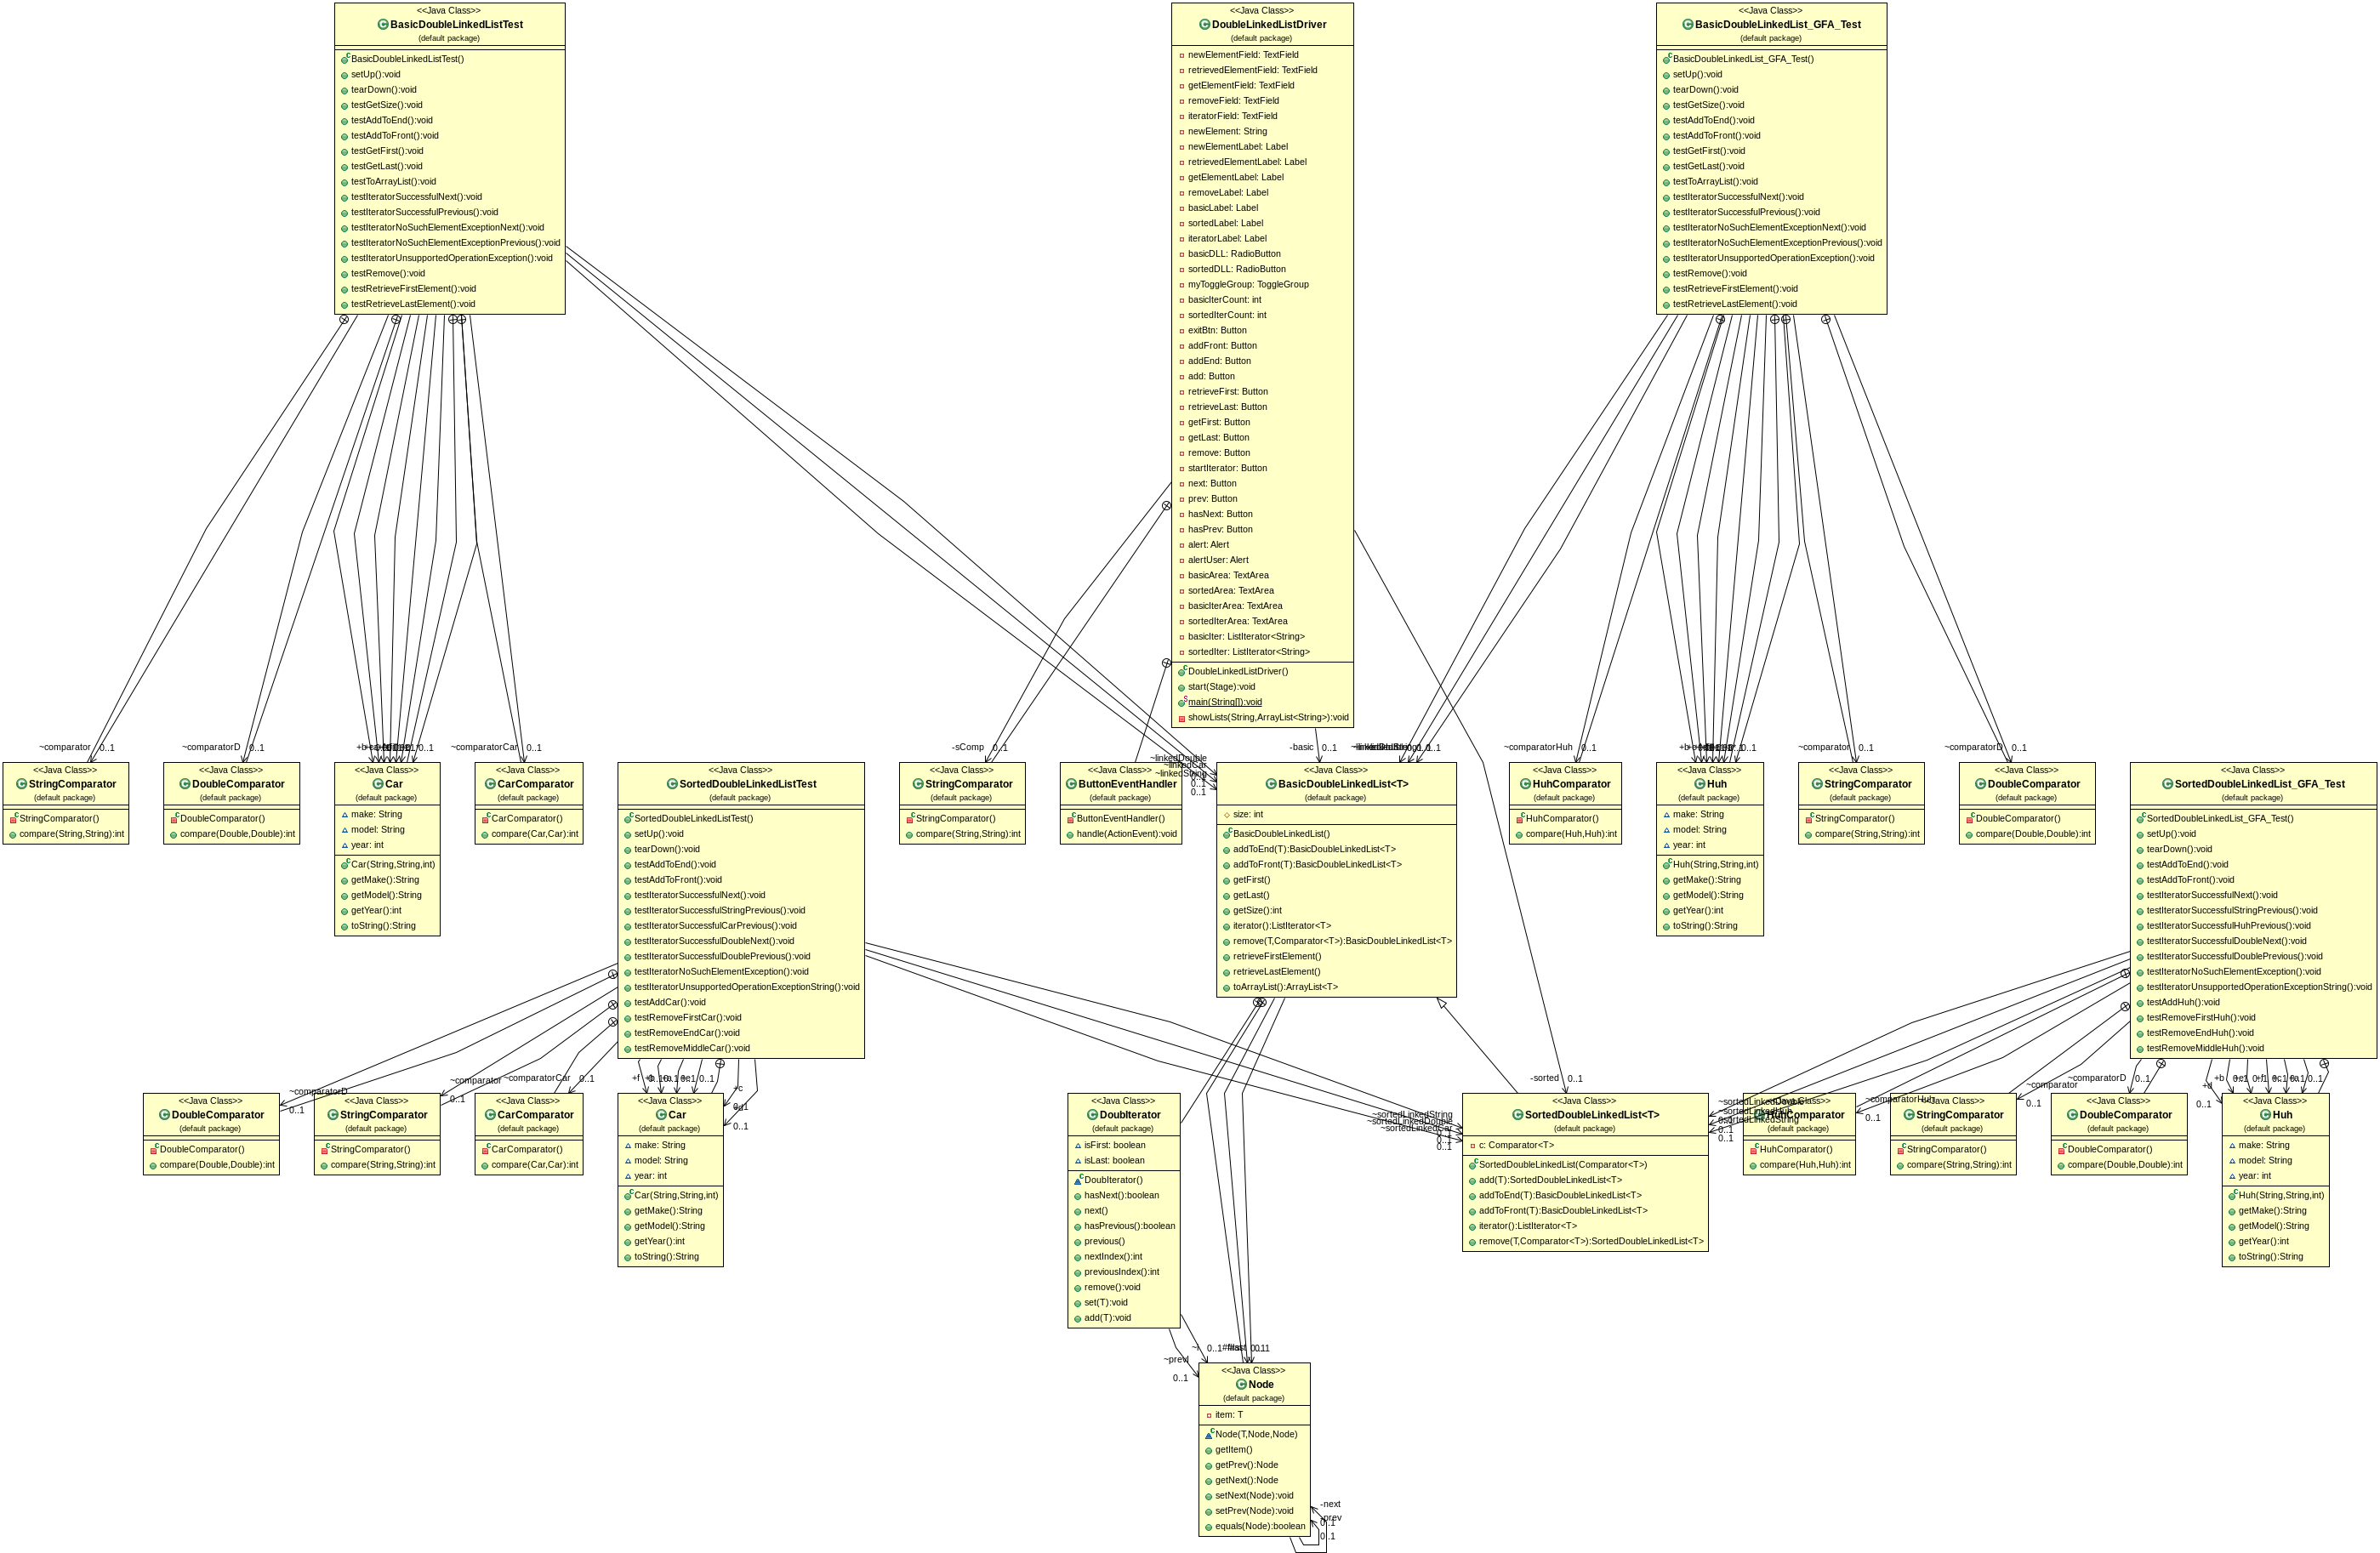 <<Java Class>>
BasicDoubleLinkedListTest
(default package)
BasicDoubleLinkedListTest()
setUp():void
tearDown():void
testGetSize():void
testAddToEnd():void
testAddToFront():void
testGetFirst():void
testGetLast():void
testToArrayList():void
testIteratorSuccessfulNext():void
testIteratorSuccessfulPrevious():void
testIteratorNoSuchElementExceptionNext():void
testIteratorNoSuchElementExceptionPrevious():void
testIteratorUnsupportedOperationException():void
testRemove():void
testRetrieveFirstElement():void
testRetrieveLastElement():void
<<Java Class>>
DoubleLinkedListDriver
(default package)
newElementField: TextField
retrievedElementField: TextField
getElementField: TextField
removeField: TextField
iteratorField: TextField
newElement: String
newElementLabel: Label
retrievedElementLabel: Label
getElementLabel: Label
removeLabel: Label
basicLabel: Label
sortedLabel: Label
iteratorLabel: Label
basicDLL: RadioButton
sortedDLL: RadioButton
myToggleGroup: ToggleGroup
basicIterCount: int
sortedIterCount: int
exitBtn: Button
addFront: Button
addEnd: Button
add: Button
retrieveFirst: Button
retrieveLast: Button
getFirst: Button
getLast: Button
remove: Button
startIterator: Button
next: Button
prev: Button
hasNext: Button
hasPrev: Button
alert: Alert
alertUser: Alert
basicArea: TextArea
sortedArea: TextArea
basicIterArea: TextArea
sortedIterArea: TextArea
basicIter: ListIterator<String>
sortedIter: ListIterator<String>
DoubleLinkedListDriver()
start(Stage):void
main(String[]):void
showLists(String,ArrayList<String>):void
<<Java Class>>
BasicDoubleLinkedList_GFA_Test
(default package)
BasicDoubleLinkedList_GFA_Test()
setUp():void
tearDown():void
testGetSize():void
testAddToEnd():void
testAddToFront():void
testGetFirst():void
testGetLast():void
testToArrayList():void
testIteratorSuccessfulNext():void
testIteratorSuccessfulPrevious():void
testIteratorNoSuchElementExceptionNext():void
testIteratorNoSuchElementExceptionPrevious():void
testIteratorUnsupportedOperationException():void
testRemove():void
testRetrieveFirstElement():void
testRetrieveLastElement():void
~comparator 0..1
~comparatorD 0..1
0..1
~comparatorCar 0..1
~linkedDouble
~linkedCar
~linkedString
0..1
0..1
-sComp 0..1
-basic 0..1
~comparatorHuh 0..1
0..1
~comparator 0..1
~comparatorD 0..1
<<Java Class>>
StringComparator
(default package)
StringComparator()
compare(String,String):int
<<Java Class>>
DoubleComparator
(default package)
DoubleComparator()
compare(Double,Double):int
<<Java Class>>
Car
(default package)
make: String
model: String
year: int
Car(String,String,int)
getMake():String
getModel():String
getYear():int
toString():String
<<Java Class>>
CarComparator
(default package)
CarComparator()
compare(Car,Car):int
<<Java Class>>
SortedDoubleLinkedListTest
(default package)
SortedDoubleLinkedListTest()
setUp():void
tearDown():void
testAddToEnd():void
testAddToFront():void
testIteratorSuccessfulNext():void
testIteratorSuccessfulStringPrevious():void
testIteratorSuccessfulCarPrevious():void
testIteratorSuccessfulDoubleNext():void
testIteratorSuccessfulDoublePrevious():void
testIteratorNoSuchElementException():void
testIteratorUnsupportedOperationExceptionString():void
testAddCar():void
testRemoveFirstCar():void
testRemoveEndCar():void
testRemoveMiddleCar():void
<<Java Class>>
StringComparator
(default package)
StringComparator()
compare(String,String):int
<<Java Class>>
ButtonEventHandler
(default package)
ButtonEventHandler()
handle(ActionEvent):void
<<Java Class>>
BasicDoubleLinkedList<T>
(default package)
size: int
BasicDoubleLinkedList()
addToEnd(T):BasicDoubleLinkedList<T>
addToFront(T):BasicDoubleLinkedList<T>
getFirst()
getLast()
getSize():int
iterator():ListIterator<T>
remove(T,Comparator<T>):BasicDoubleLinkedList<T>
retrieveFirstElement()
retrieveLastElement()
toArrayList():ArrayList<T>
<<Java Class>>
HuhComparator
(default package)
HuhComparator()
compare(Huh,Huh):int
<<Java Class>>
Huh
(default package)
make: String
model: String
year: int
Huh(String,String,int)
getMake():String
getModel():String
getYear():int
toString():String
<<Java Class>>
StringComparator
(default package)
StringComparator()
compare(String,String):int
<<Java Class>>
DoubleComparator
(default package)
DoubleComparator()
compare(Double,Double):int
<<Java Class>>
SortedDoubleLinkedList_GFA_Test
(default package)
SortedDoubleLinkedList_GFA_Test()
setUp():void
tearDown():void
testAddToEnd():void
testAddToFront():void
testIteratorSuccessfulNext():void
testIteratorSuccessfulStringPrevious():void
testIteratorSuccessfulHuhPrevious():void
testIteratorSuccessfulDoubleNext():void
testIteratorSuccessfulDoublePrevious():void
testIteratorNoSuchElementException():void
testIteratorUnsupportedOperationExceptionString():void
testAddHuh():void
testRemoveFirstHuh():void
testRemoveEndHuh():void
testRemoveMiddleHuh():void
~comparatorD
0..1
~comparator
0..1
~comparatorCar 0..1
+f
0..1
+c
0..1
~sortedLinkedString
~sortedLinkedDouble
~sortedLinkedCar
0..1
-sorted 0..1
~sortedLinkedDouble
~sortedLinkedHuh
~sortedLinkedString
0..1
0..1
~comparatorHuh
0..1
~comparator
0..1
~comparatorD 0..1
+b
0..1
0..1
<<Java Class>>
DoubleComparator
(default package)
DoubleComparator()
compare(Double,Double):int
<<Java Class>>
StringComparator
(default package)
StringComparator()
compare(String,String):int
<<Java Class>>
CarComparator
(default package)
CarComparator()
compare(Car,Car):int
<<Java Class>>
Car
(default package)
make: String
model: String
year: int
Car(String,String,int)
getMake():String
getModel():String
getYear():int
toString():String
<<Java Class>>
DoubIterator
(default package)
isFirst: boolean
isLast: boolean
DoubIterator()
hasNext():boolean
next()
hasPrevious():boolean
previous()
nextIndex():int
previousIndex():int
remove():void
set(T):void
add(T):void
<<Java Class>>
SortedDoubleLinkedList<T>
(default package)
c: Comparator<T>
SortedDoubleLinkedList(Comparator<T>)
add(T):SortedDoubleLinkedList<T>
addToEnd(T):BasicDoubleLinkedList<T>
addToFront(T):BasicDoubleLinkedList<T>
iterator():ListIterator<T>
remove(T,Comparator<T>):SortedDoubleLinkedList<T>
<<Java Class>>
HuhComparator
(default package)
HuhComparator()
compare(Huh,Huh):int
<<Java Class>>
StringComparator
(default package)
StringComparator()
compare(String,String):int
<<Java Class>>
DoubleComparator
(default package)
DoubleComparator()
compare(Double,Double):int
<<Java Class>>
Huh
(default package)
make: String
model: String
year: int
Huh(String,String,int)
getMake():String
getModel():String
getYear():int
toString():String
~prevI
0..1
0..1
<<Java Class>>
Node
(default package)
item: T
Node(T,Node,Node)
getItem()
getPrev():Node
getNext():Node
setNext(Node):void
setPrev(Node):void
equals(Node):boolean
-next
-prev
0..1
0..1